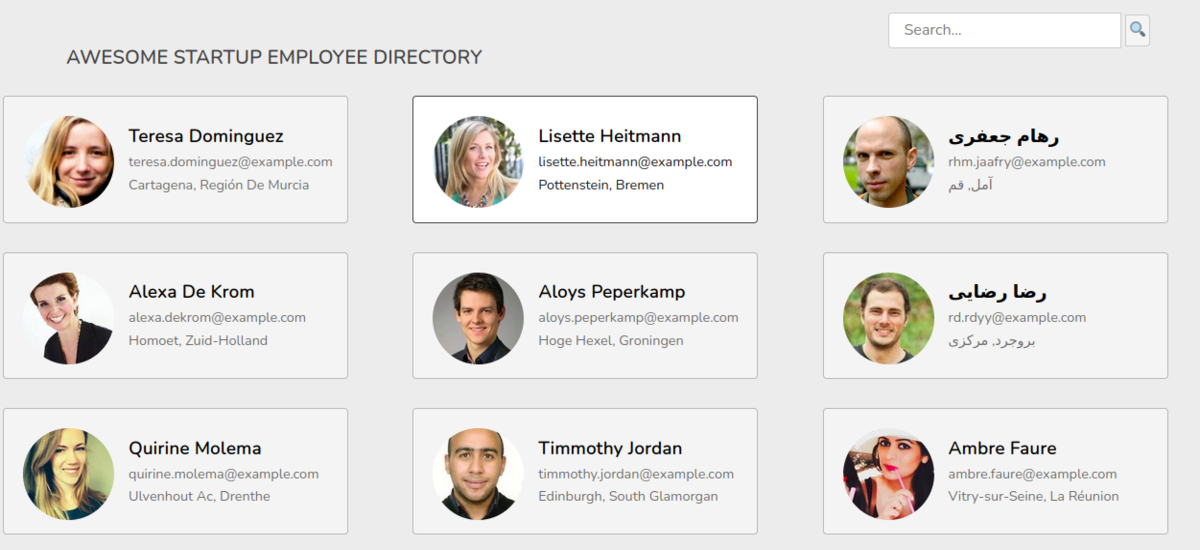 Search...
AWESOME STARTUP EMPLOYEE DIRECTORY
Teresa Dominguez
teresa.dominguez@example.com
Cartagena, Región De Murcia
Lisette Heitmann
lisette.heitmann@example.com
Pottenstein, Bremen
رهام جعفری
rhm.jaafry@example.com
آمل, قم
Alexa De Krom
alexa.dekrom@example.com
Homoet, Zuid-Holland
Aloys Peperkamp
aloys.peperkamp@example.com
Hoge Hexel, Groningen
رضا رضایی
rd.rdyy@example.com
بروجرد, مرکزی
Quirine Molema
quirine.molema@example.com
Ulvenhout Ac, Drenthe
Timmothy Jordan
timmothy.jordan@example.com
Edinburgh, South Glamorgan
Ambre Faure
ambre.faure@example.com
Vitry-sur-Seine, La Réunion